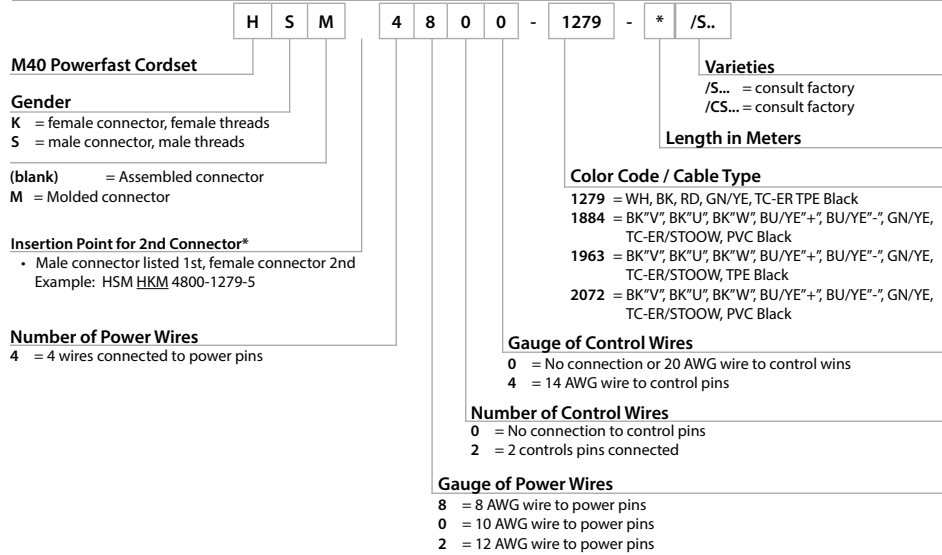 H S M 4 8 0 0 - 1279 - * /S..
M40 Powerfast Cordset
Gender
K = female connector, female threads
S = male connector, male threads
(blank) = Assembled connector
M = Molded connector
Insertion Point for 2nd Connector*
• Male connector listed 1st, female connector 2nd
Example: HSM HKM 4800-1279-5
Number of Power Wires
4 = 4 wires connected to power pins
Varieties
/S... = consult factory
/CS... = consult factory
Length in Meters
Color Code / Cable Type
1279 = WH, BK, RD, GN/YE, TC-ER TPE Black
1884 = BK"V", BK"U", BK"W", BU/YE"+", BU/YE"-", GN/YE,
TC-ER/STOOW, PVC Black
1963 = BK"V", BK"U", BK"W", BU/YE"+", BU/YE"-", GN/YE,
TC-ER/STOOW, TPE Black
2072 = BK"V", BK"U", BK"W", BU/YE"+", BU/YE"-", GN/YE,
TC-ER/STOOW, PVC Black
Gauge of Control Wires
0 = No connection or 20 AWG wire to control wins
4 = 14 AWG wire to control pins
Number of Control Wires
0 = No connection to control pins
2 = 2 controls pins connected
Gauge of Power Wires
8 = 8 AWG wire to power pins
0 = 10 AWG wire to power pins
2 = 12 AWG wire to power pins